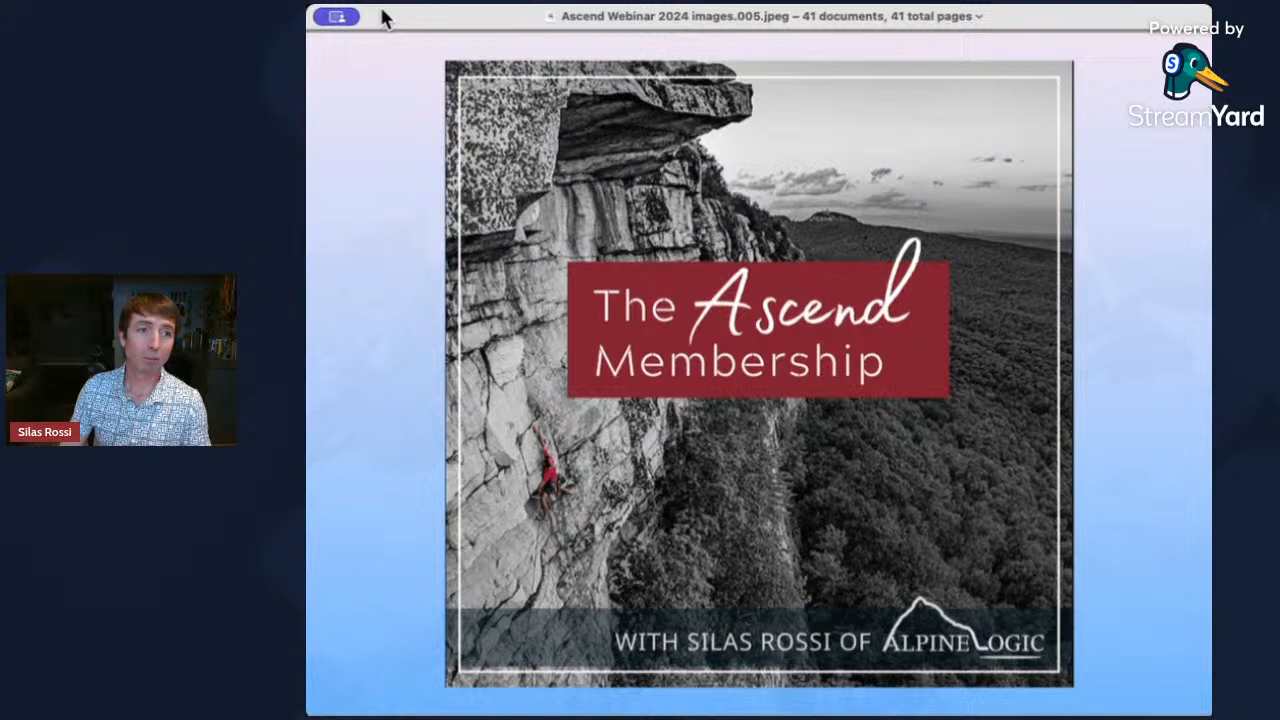 Ascend Webinar 2024 images.005.jpeg – 41 documents, 41 total pages
Powered by
S
StreamYard
The Ascend
Membership
Silas Rossi
WITH SILAS ROSSI OF ALPINE LOGIC